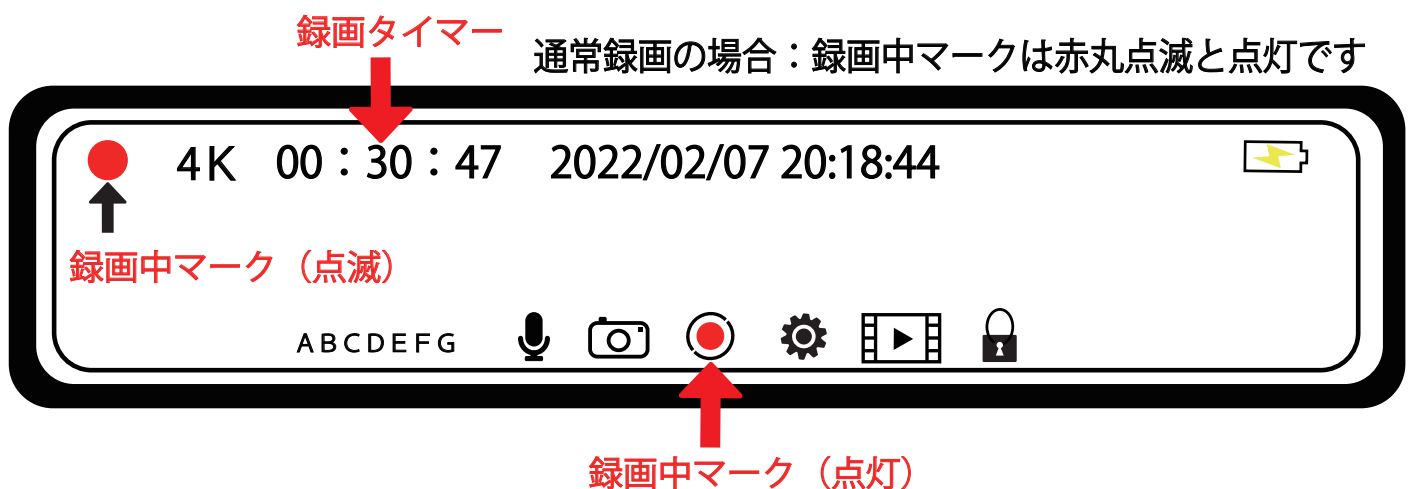 録画タイマー
通常録画の場合：録画中マークは赤丸点滅と点灯です
4K 00：30：47 2022/02/07 20:18:44
録画中マーク（点滅）
ABCDEFG
録画中マーク（点灯）